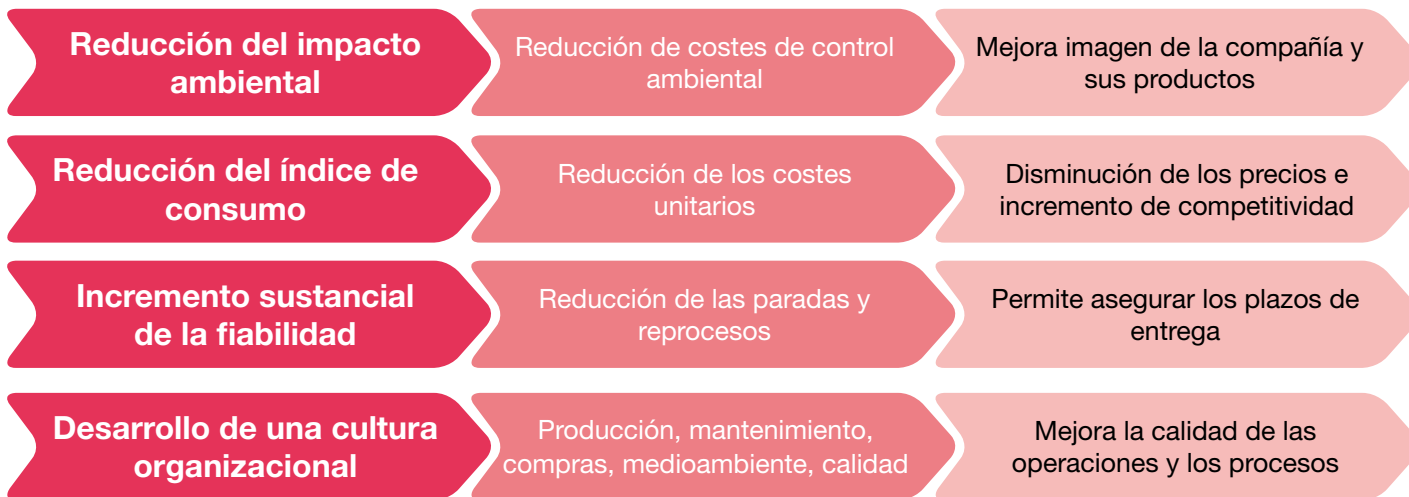 Reducción del impacto
ambiental
Reducción de costes de control
ambiental
Mejora imagen de la compañía y
sus productos
Reducción del índice de
consumo
Reducción de los costes
unitarios
Disminución de los precios e
incremento de competitividad
Incremento sustancial
de la fiabilidad
Reducción de las paradas y
reprocesos
Permite asegurar los plazos de
entrega
Desarrollo de una cultura
organizacional
Producción, mantenimiento,
compras, medioambiente, calidad
Mejora la calidad de las
operaciones y los procesos